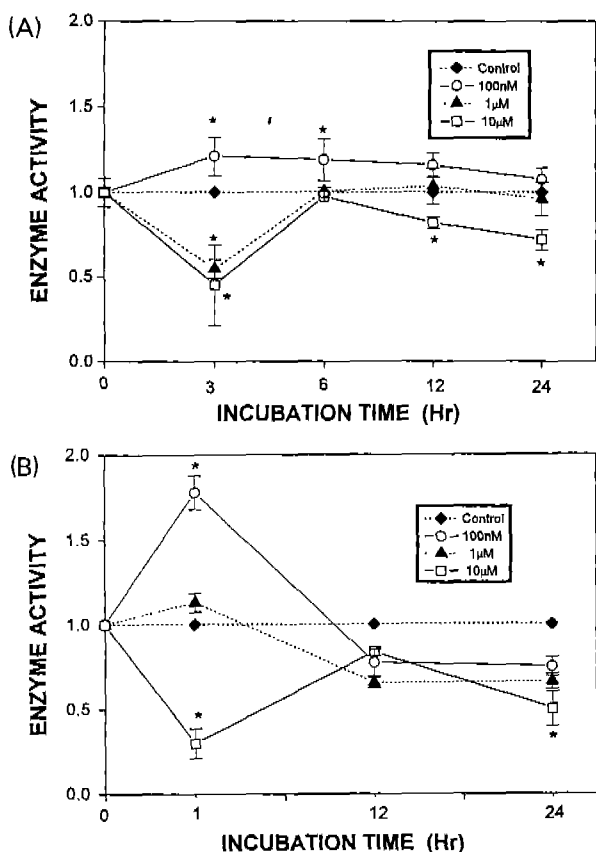 (A)
2.0
1.5
1.0
0.5
0.0
ENZYME ACTIVITY
Control
100nM
1μM
10μM
*
*
*
*
*
*
0
3
6
12
24
INCUBATION TIME (Hr)
(B)
2.0
1.5
1.0
0.5
0.0
ENZYME ACTIVITY
Control
100nM
1μM
10μM
*
*
*
0
1
12
24
INCUBATION TIME (Hr)